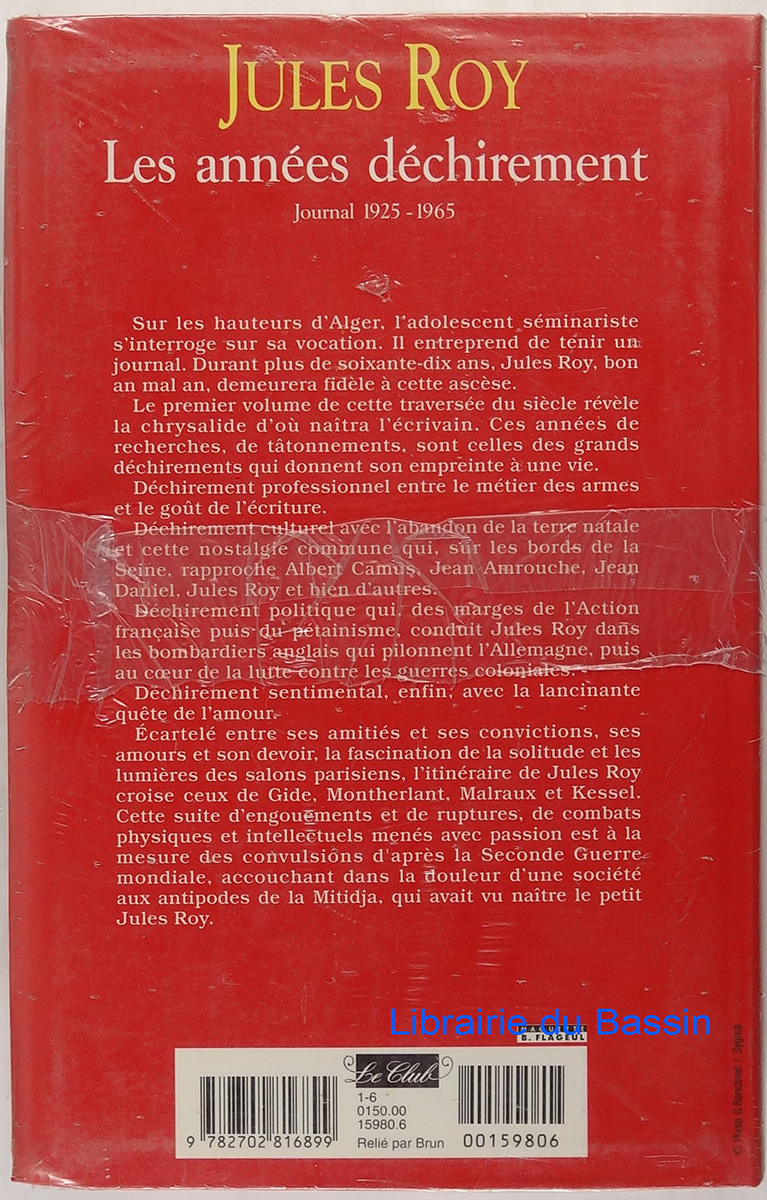 JULES ROY
Les années déchirement
Journal 1925 - 1965
Sur les hauteurs d'Alger, l'adolescent séminariste
s'interroge sur sa vocation. Il entreprend de tenir un
journal. Durant plus de soixante-dix ans, Jules Roy, bon
an mal an, demeurera fidèle à cette ascèse.
Le premier volume de cette traversée du siècle révèle
la chrysalide d'où naîtra l'écrivain. Ces années de
recherches, de tâtonnements, sont celles des grands
déchirements qui donnent son empreinte à une vie.
Déchirement professionnel entre le métier des armes
et le goût de l'écriture.
Déchirement culturel avec l'abandon de la terre natale
et cette nostalgie commune qui, sur les bords de la
Seine, rapproche Albert Camus, Jean Amrouche, Jean
Daniel, Jules Roy et bien d'autres.
Déchirement politique qui, des marges de l'Action
française puis du pétainisme, conduit Jules Roy dans
les bombardiers anglais qui pilonnent l'Allemagne, puis
au cœur de la lutte contre les guerres coloniales.
Déchirement sentimental, enfin, avec la lancinante
quête de l'amour.
Écartelé entre ses amitiés et ses convictions, ses
amours et son devoir, la fascination de la solitude et les
lumières des salons parisiens, l'itinéraire de Jules Roy
croise ceux de Gide, Montherlant, Malraux et Kessel.
Cette suite d'engouements et de ruptures, de combats
physiques et intellectuels menés avec passion est à la
mesure des convulsions d'après la Seconde Guerre
mondiale, accouchant dans la douleur d'une société
aux antipodes de la Mitidja, qui avait vu naître le petit
Jules Roy.
Librairie du Bassin
MAQUETTE
B. FLAGEUL
Le Club
1-6
0150.00
15980.6
Relié par Brun
9 782702 816899
00159806
© Photo G. Rancinan / Sygma